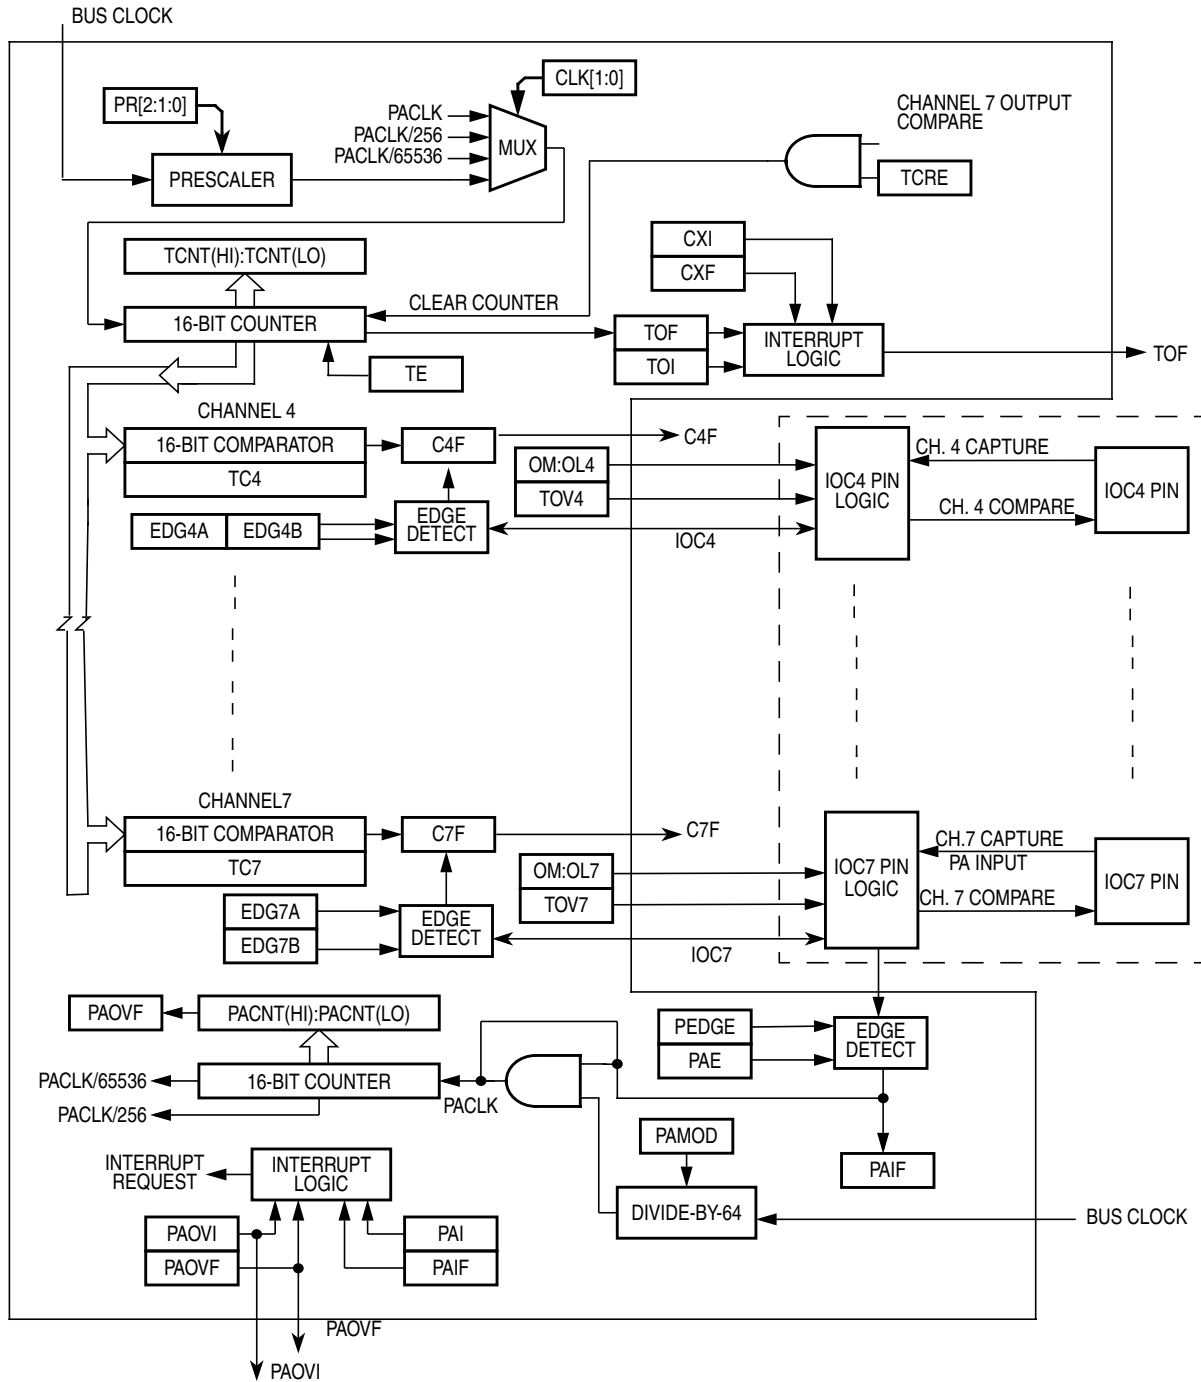 BUS CLOCK
PR[2:1:0]
CLK[1:0]
PACLK
PACLK/256
PACLK/65536
MUX
CHANNEL 7 OUTPUT
COMPARE
PRESCALER
TCRE
TCNT(HI):TCNT(LO)
CXI
CXF
CLEAR COUNTER
16-BIT COUNTER
TOF
TOI
INTERRUPT
LOGIC
TOF
TE
CHANNEL 4
16-BIT COMPARATOR
TC4
C4F
C4F
OM:OL4
TOV4
IOC4 PIN
LOGIC
CH. 4 CAPTURE
CH. 4 COMPARE
IOC4 PIN
EDG4A
EDG4B
EDGE
DETECT
IOC4
CHANNEL7
16-BIT COMPARATOR
TC7
C7F
C7F
OM:OL7
TOV7
IOC7 PIN
LOGIC
CH.7 CAPTURE
PA INPUT
CH. 7 COMPARE
IOC7 PIN
EDG7A
EDG7B
EDGE
DETECT
IOC7
PAOVF
PACNT(HI):PACNT(LO)
PEDGE
PAE
EDGE
DETECT
PACLK/65536
16-BIT COUNTER
PACLK
PACLK/256
PAMOD
PAIF
INTERRUPT
REQUEST
INTERRUPT
LOGIC
DIVIDE-BY-64
BUS CLOCK
PAOVI
PAOVF
PAI
PAIF
PAOVF
PAOVI